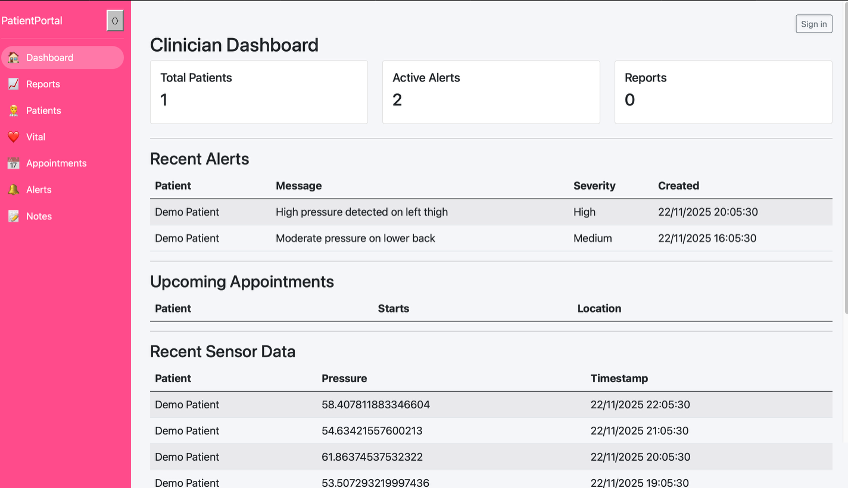 PatientPortal
Sign in
Dashboard
Reports
Patients
Vital
Appointments
Alerts
Notes
Clinician Dashboard
Total Patients Active Alerts Reports
1 2 0
Recent Alerts
Patient Message Severity Created
Demo Patient High pressure detected on left thigh High 22/11/2025 20:05:30
Demo Patient Moderate pressure on lower back Medium 22/11/2025 16:05:30
Upcoming Appointments
Patient Starts Location
Recent Sensor Data
Patient Pressure Timestamp
Demo Patient 58.407811883346604 22/11/2025 22:05:30
Demo Patient 54.63421557600213 22/11/2025 21:05:30
Demo Patient 61.86374537532322 22/11/2025 20:05:30
Demo Patient 53.507293219997436 22/11/2025 19:05:30